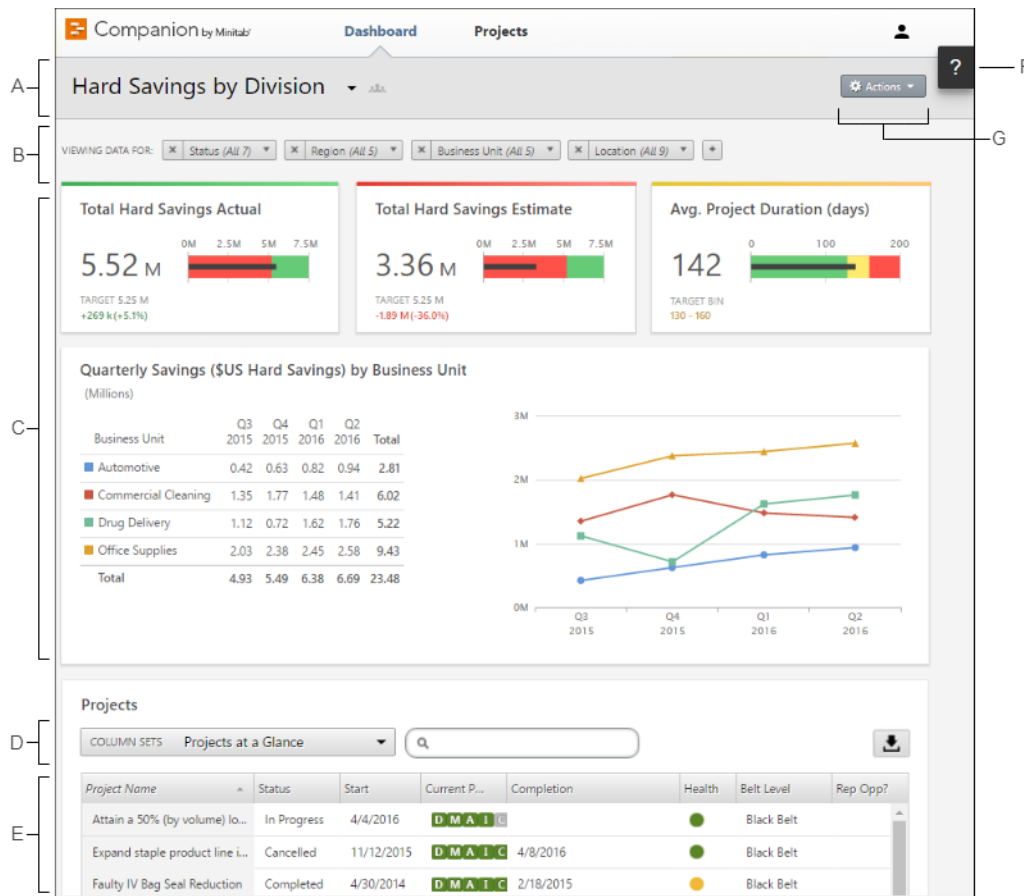 Companion by Minitab
Dashboard
Projects
A
Hard Savings by Division
Actions
?
F
G
B
VIEWING DATA FOR:
× Status (All 7)
× Region (All 5)
× Business Unit (All 5)
× Location (All 9)
+
C
Total Hard Savings Actual
5.52 M
0M 2.5M 5M 7.5M
TARGET 5.25 M
+269 k (+5.1%)
Total Hard Savings Estimate
3.36 M
0M 2.5M 5M 7.5M
TARGET 5.25 M
-1.89 M (-36.0%)
Avg. Project Duration (days)
142
0 100 200
TARGET BIN
130 - 160
Quarterly Savings ($US Hard Savings) by Business Unit
(Millions)
Q3 Q4 Q1 Q2
Business Unit 2015 2015 2016 2016 Total
Automotive 0.42 0.63 0.82 0.94 2.81
Commercial Cleaning 1.35 1.77 1.48 1.41 6.02
Drug Delivery 1.12 0.72 1.62 1.76 5.22
Office Supplies 2.03 2.38 2.45 2.58 9.43
Total 4.93 5.49 6.38 6.69 23.48
3M
2M
1M
0M
Q3 Q4 Q1 Q2
2015 2015 2016 2016
Projects
D
COLUMN SETS Projects at a Glance
E
Project Name Status Start Current P... Completion Health Belt Level Rep Opp?
Attain a 50% (by volume) lo... In Progress 4/4/2016 D M A I C Black Belt
Expand staple product line i... Cancelled 11/12/2015 D M A I C 4/8/2016 Black Belt
Faulty IV Bag Seal Reduction Completed 4/30/2014 D M A I C 2/18/2015 Black Belt